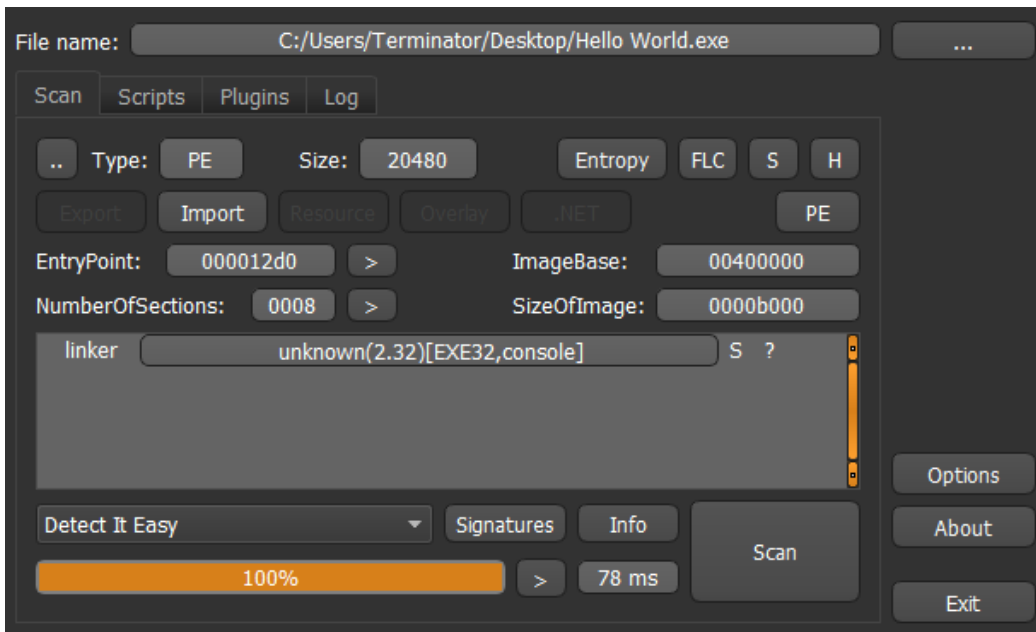 File name: C:/Users/Terminator/Desktop/Hello World.exe ...
Scan Scripts Plugins Log
.. Type: PE Size: 20480 Entropy FLC S H
Export Import Resource Overlay .NET PE
EntryPoint: 000012d0 > ImageBase: 00400000
NumberOfSections: 0008 > SizeOfImage: 0000b000
linker unknown(2.32)[EXE32,console] S ?
Options
Detect It Easy Signatures Info Scan About
100% > 78 ms
Exit